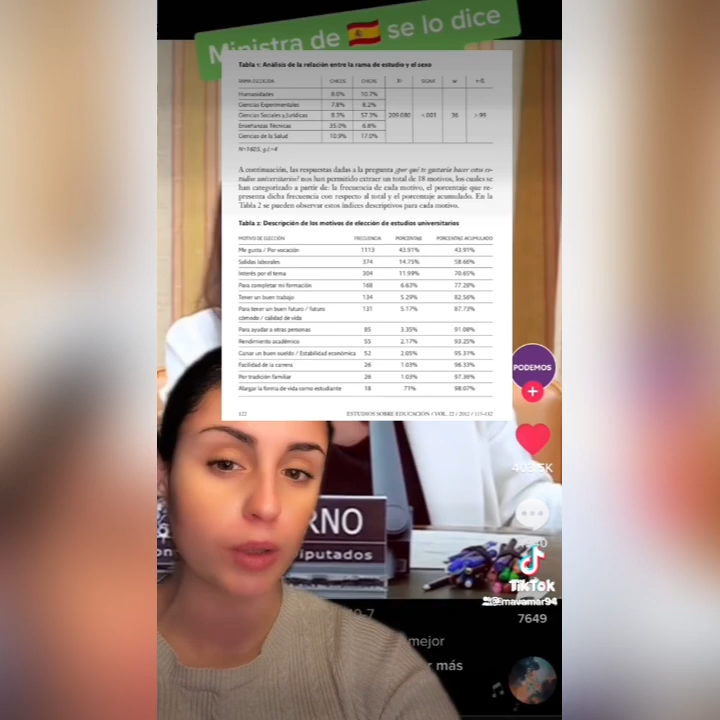 Ministra de 🇪🇸 se lo dice
Tabla 1: Análisis de la relación entre la rama de estudio y el sexo
RAMA ESCOGIDA CHICOS CHICAS SIGNIF
Humanidades 8.0% 10.7%
Ciencias Experimentales 7.8% 8.2%
Ciencias Sociales y Jurídicas 57.3% 209.080 <.001 36 >.99
Enseñanzas Técnicas 6.8%
Ciencias de la Salud 10.9% 17.0%
A continuación, las respuestas dadas a la pregunta ¿por qué te gustaría hacer estos es-
tudios universitarios? nos han permitido extraer un total de 18 motivos, los cuales se
han categorizado a partir de: la frecuencia de cada motivo, el porcentaje que re-
presenta dicha frecuencia con respecto al total y el porcentaje acumulado. En la
Tabla 2 se pueden observar estos índices descriptivos para cada motivo.
Tabla 2: Descripción de los motivos de elección de estudios universitarios
MOTIVOS DE ELECCIÓN FRECUENCIA PORCENTAJE PORCENTAJE ACUMULADO
Me gusta / Por vocación 1113 43.91% 43.91%
Salidas laborales 374 14.75% 58.66%
Interés por el tema 304 11.99% 70.65%
Para completar mi formación 168 6.63% 77.28%
Tener un buen trabajo 134 5.29% 82.56%
Para tener un buen futuro / futuro 131 5.17% 87.73%
cómodo / calidad de vida
Para ayudar a otras personas 85 3.35% 91.08%
Rendimiento académico 55 2.17% 93.25%
Ganar un buen sueldo / Estabilidad económica 52 2.05% 95.31%
Facilidad de la carrera 26 1.03% 96.33%
Por tradición familiar 26 1.03% 97.36%
Alargar la forma de vida como estudiante 18 .71% 98.07%
122 ESTUDIOS SOBRE EDUCACIÓN / VOL. 22 / 2012 / 115-132
PODEMOS
RNO
iputados
TikTok
@mavamar94
7649
mejor
más